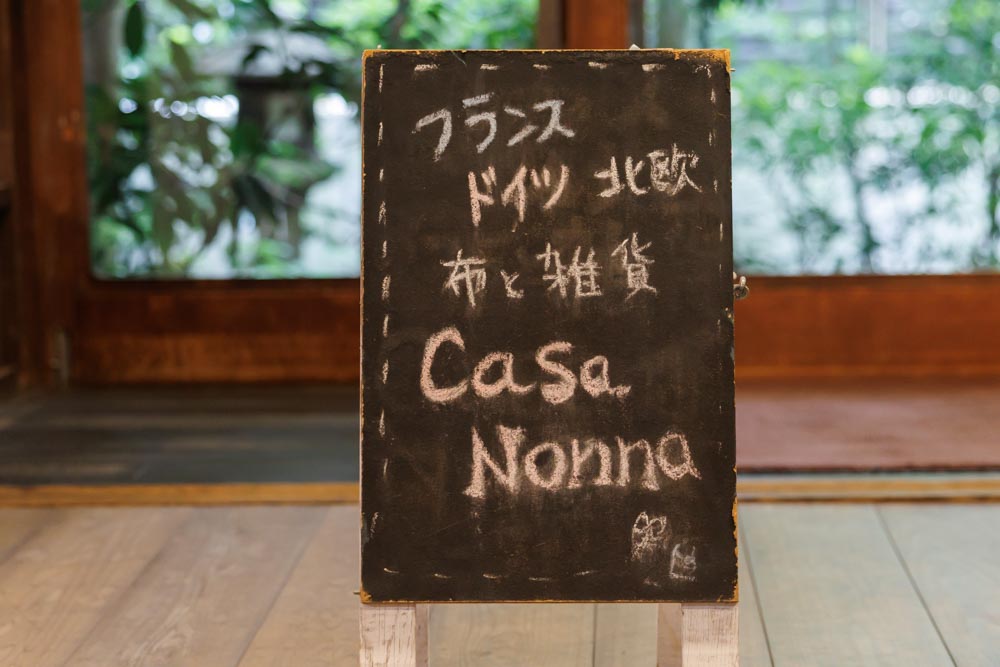 フランス
ドイツ 北欧
布と雑貨
Casa
Nonna